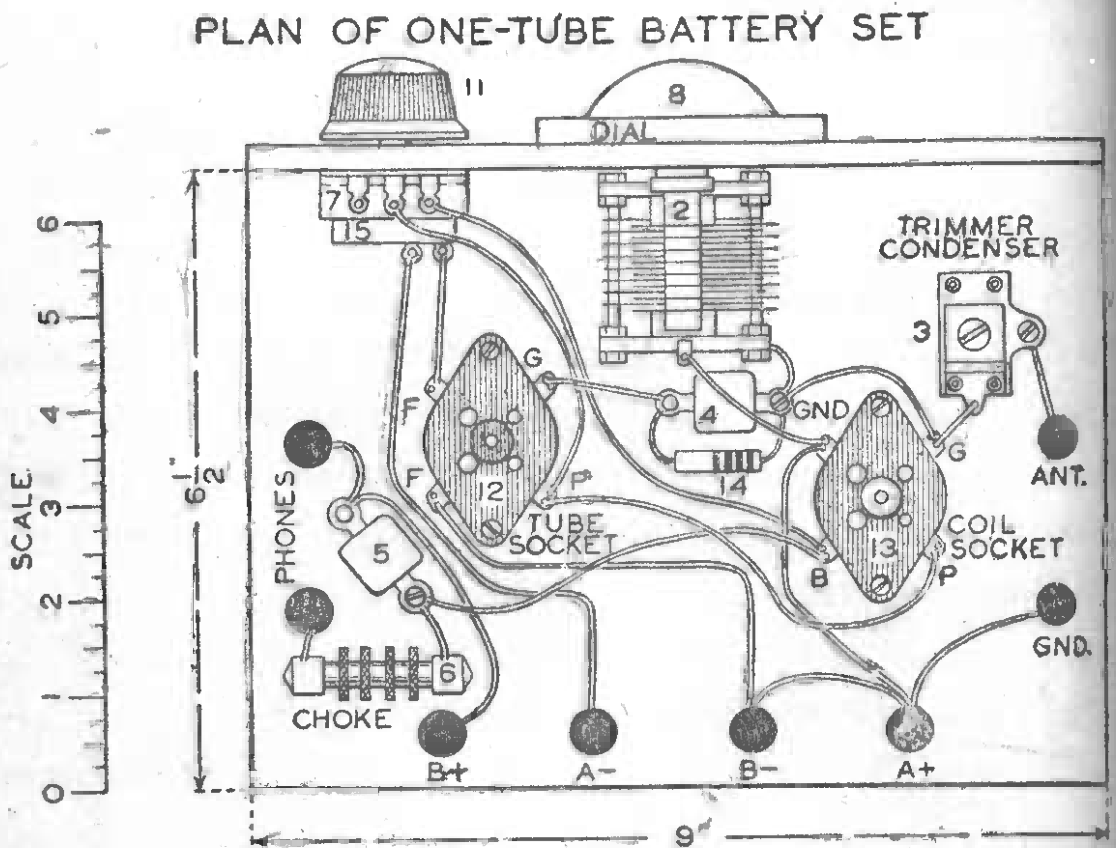 PLAN OF ONE-TUBE BATTERY SET
11
8
DIAL
7
15
2
TRIMMER
CONDENSER
3
6
5
4
3
2
1
0
SCALE
6 1/2"
G
F
4
GND
G
ANT.
PHONES
F
12
P
14
TUBE
SOCKET
13
COIL
SOCKET
5
B
P
GND.
6
CHOKE
B+
A-
B-
A+
9"